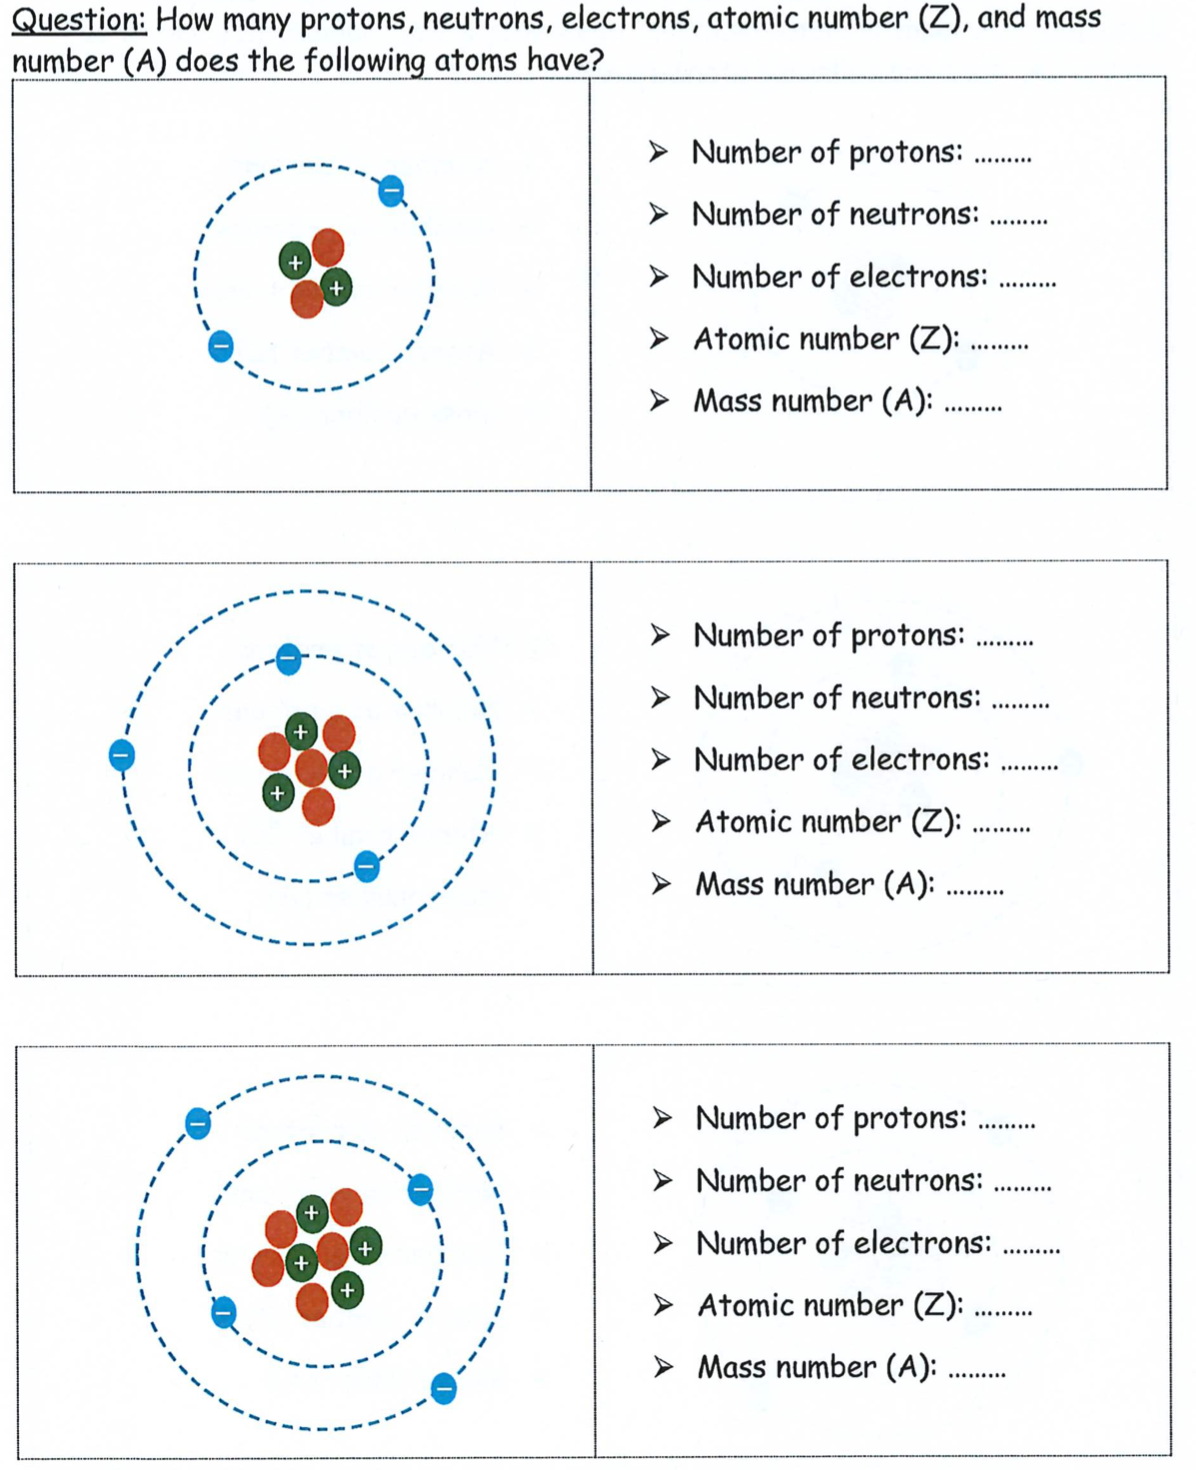 Question: How many protons, neutrons, electrons, atomic number (Z), and mass
number (A) does the following atoms have?
➤ Number of protons: .........
➤ Number of neutrons: .........
➤ Number of electrons: .........
➤ Atomic number (Z): .........
➤ Mass number (A): .........
− 
+
+
−
➤ Number of protons: .........
➤ Number of neutrons: .........
➤ Number of electrons: .........
➤ Atomic number (Z): .........
➤ Mass number (A): .........
−
+
−
+
+
−
➤ Number of protons: .........
➤ Number of neutrons: .........
➤ Number of electrons: .........
➤ Atomic number (Z): .........
➤ Mass number (A): .........
−
−
+
+
+
+
−
−